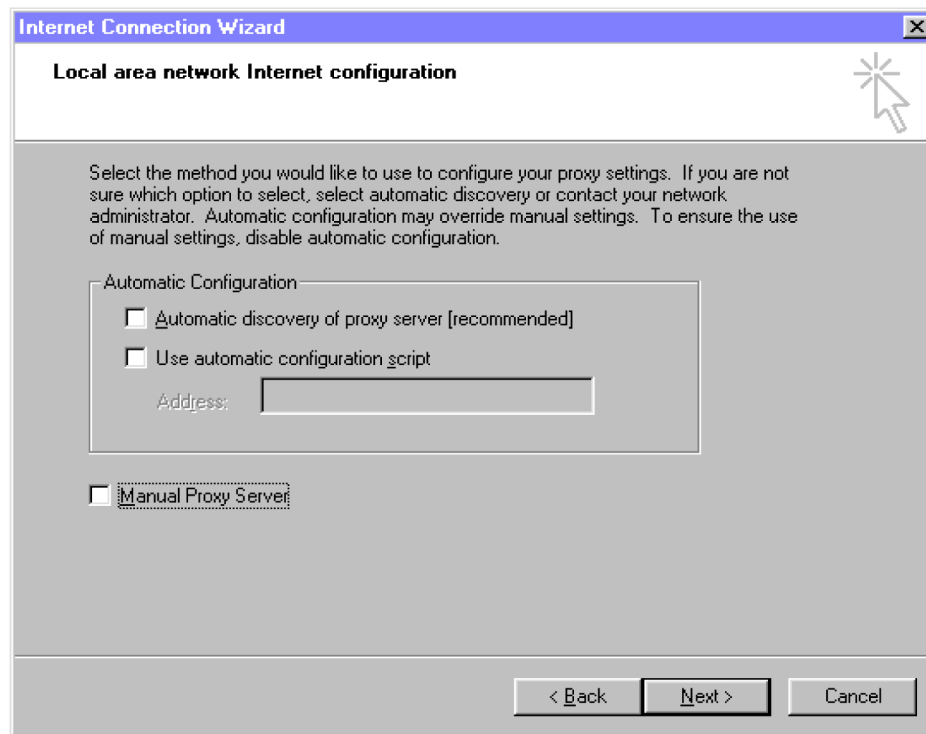 Internet Connection Wizard
Local area network Internet configuration
Select the method you would like to use to configure your proxy settings. If you are not
sure which option to select, select automatic discovery or contact your network
administrator. Automatic configuration may override manual settings. To ensure the use
of manual settings, disable automatic configuration.
Automatic Configuration
Automatic discovery of proxy server [recommended]
Use automatic configuration script
Address:
Manual Proxy Server
< Back Next > Cancel